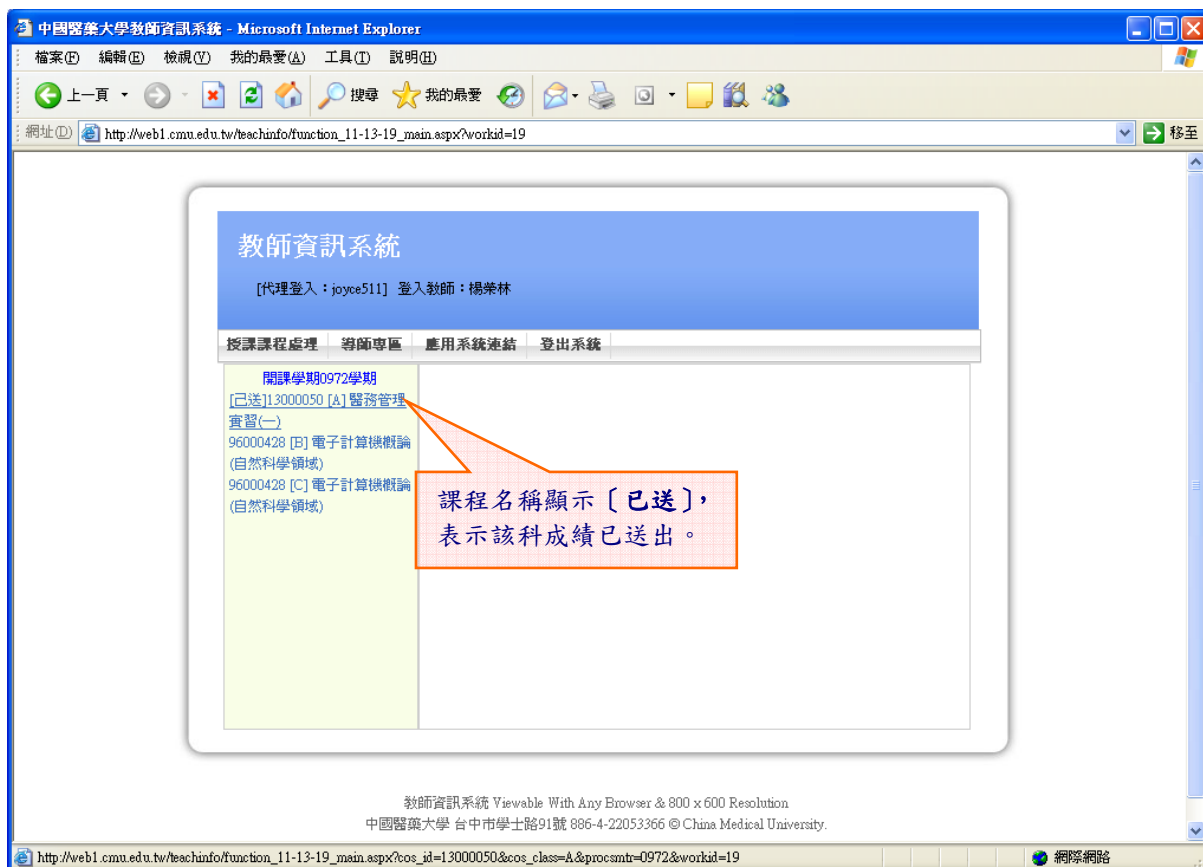 中國醫藥大學教師資訊系統 - Microsoft Internet Explorer
檔案(F) 編輯(E) 檢視(V) 我的最愛(A) 工具(T) 說明(H)
上一頁 搜尋 我的最愛
網址(D) http://web1.cmu.edu.tw/teachinfo/function_11-13-19_main.aspx?workid=19 移至
教師資訊系統
[代理登入：joyce511] 登入教師：楊榮林
授課課程處理 導師專區 應用系統連結 登出系統
開課學期0972學期
[已送]13000050 [A] 醫務管理
實習(一)
96000428 [B] 電子計算機概論
(自然科學領域)
96000428 [C] 電子計算機概論
(自然科學領域)
課程名稱顯示〔已送〕，
表示該科成績已送出。
教師資訊系統 Viewable With Any Browser & 800 x 600 Resolution
中國醫藥大學 台中市學士路91號 886-4-22053366 © China Medical University.
http://web1.cmu.edu.tw/teachinfo/function_11-13-19_main.aspx?cos_id=13000050&cos_class=A&procsmtr=0972&workid=19 網際網路